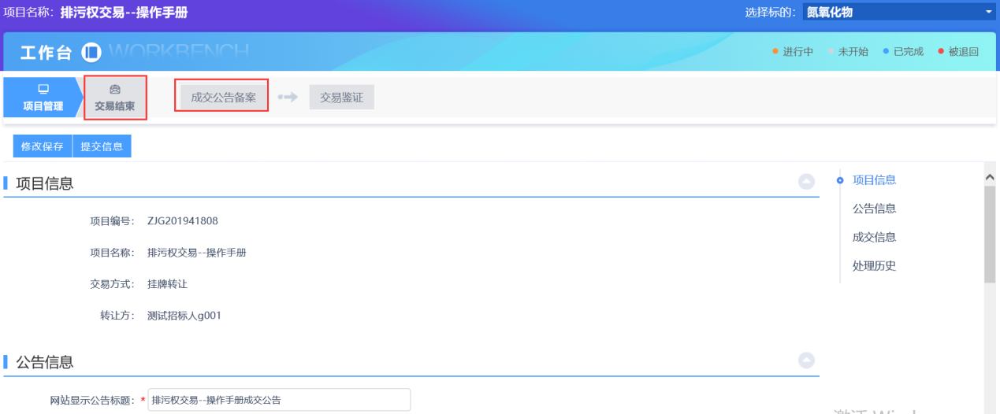 项目名称：排污权交易--操作手册 选择标的：氮氧化物
工作台 WORKBENCH 进行中 未开始 已完成 被退回
项目管理 交易结束 成交公告备案 交易鉴证
修改保存 提交信息
项目信息
项目编号： ZJG201941808
项目名称： 排污权交易--操作手册
交易方式： 挂牌转让
转让方： 测试招标人g001
公告信息
网站显示公告标题：* 排污权交易--操作手册成交公告
项目信息
公告信息
成交信息
处理历史